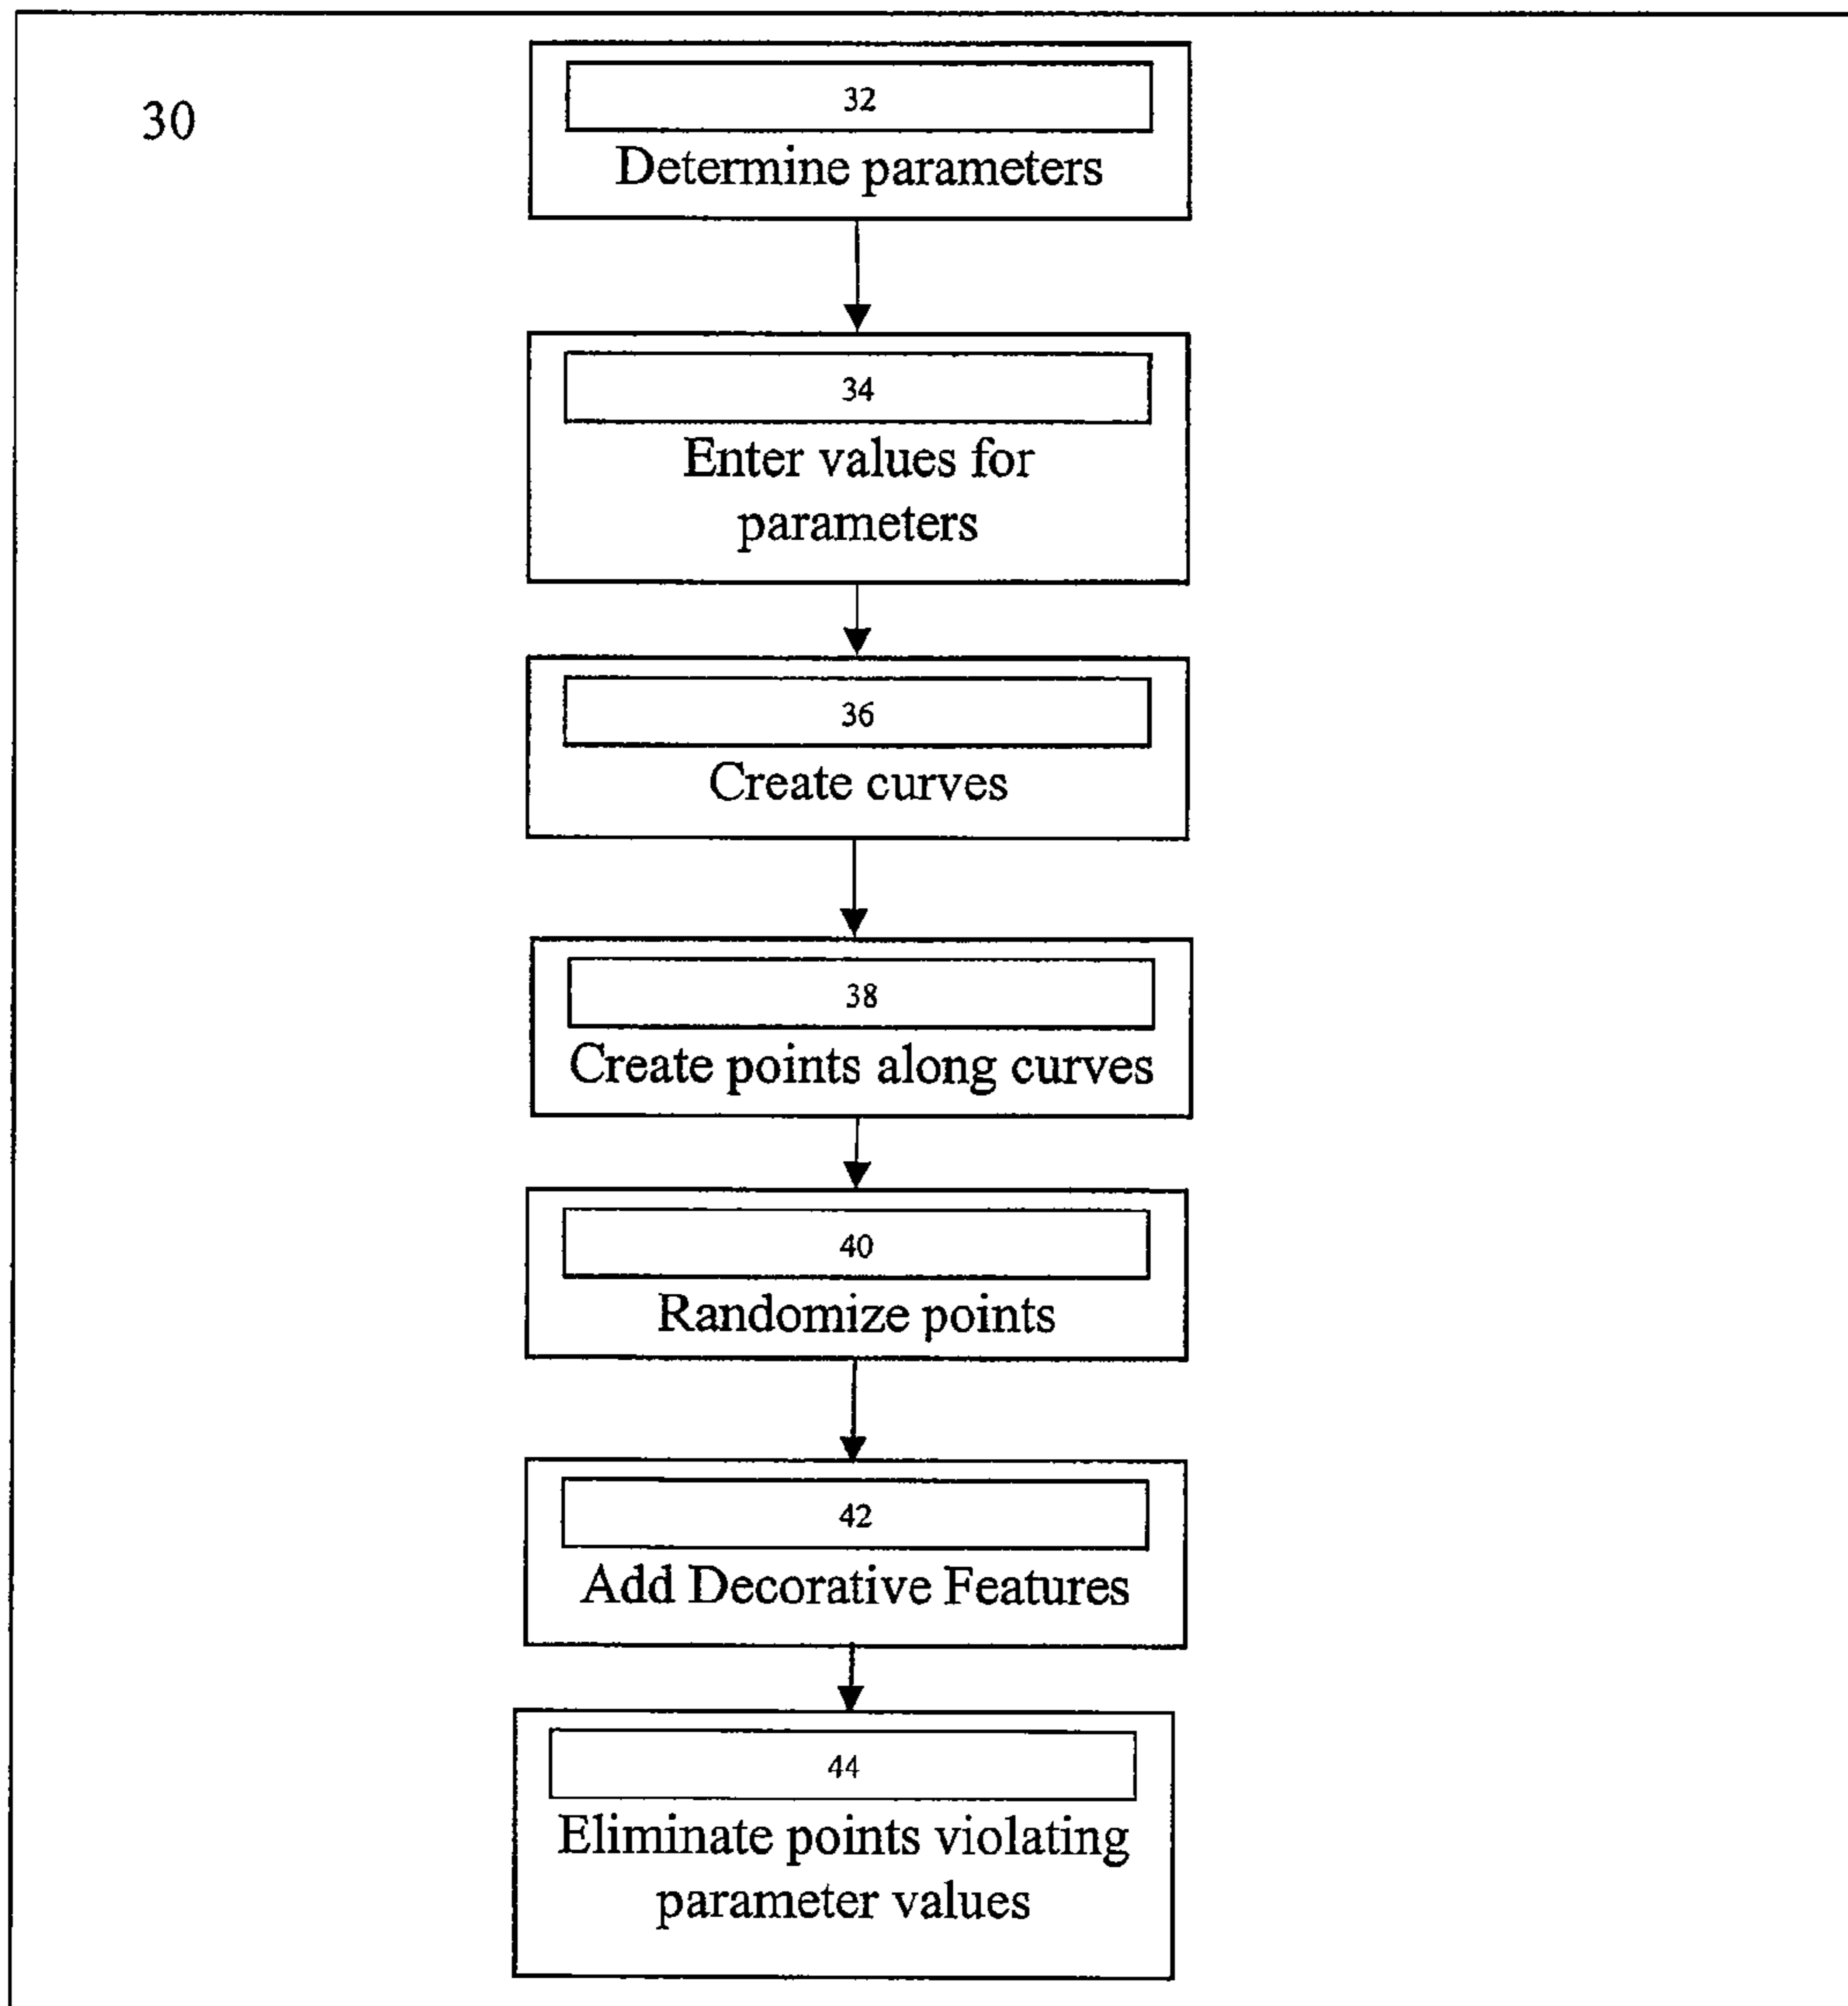 30
32
Determine parameters
34
Enter values for
parameters
36
Create curves
38
Create points along curves
40
Randomize points
42
Add Decorative Features
44
Eliminate points violating
parameter values